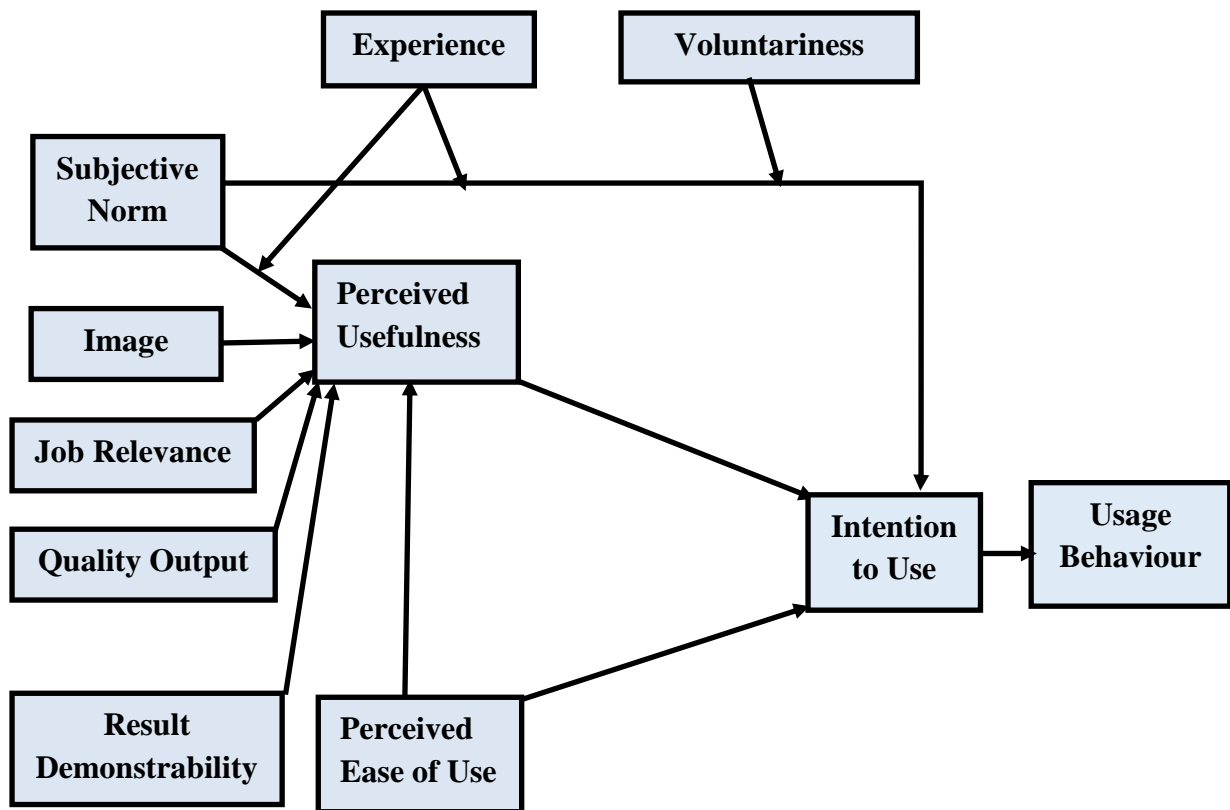 Experience
Voluntariness
Subjective
Norm
Perceived
Usefulness
Image
Job Relevance
Quality Output
Intention
to Use
Usage
Behaviour
Result
Demonstrability
Perceived
Ease of Use